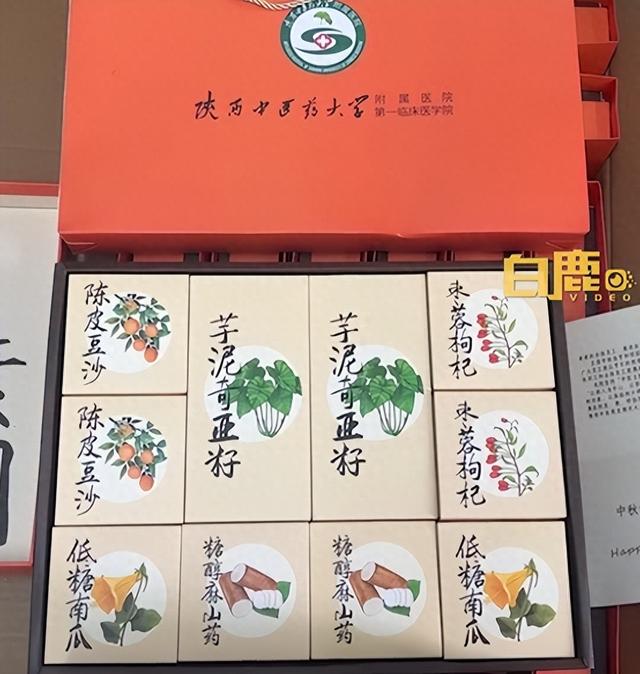 陕西中医药大学
附属医院
第一临床医学院
白鹿
VIDEO
陈皮豆沙
芋泥奇亚籽
芋泥奇亚籽
枣蓉枸杞
陈皮豆沙
枣蓉枸杞
低糖南瓜
糖醇麻山药
糖醇麻山药
低糖南瓜
中秋
Happ